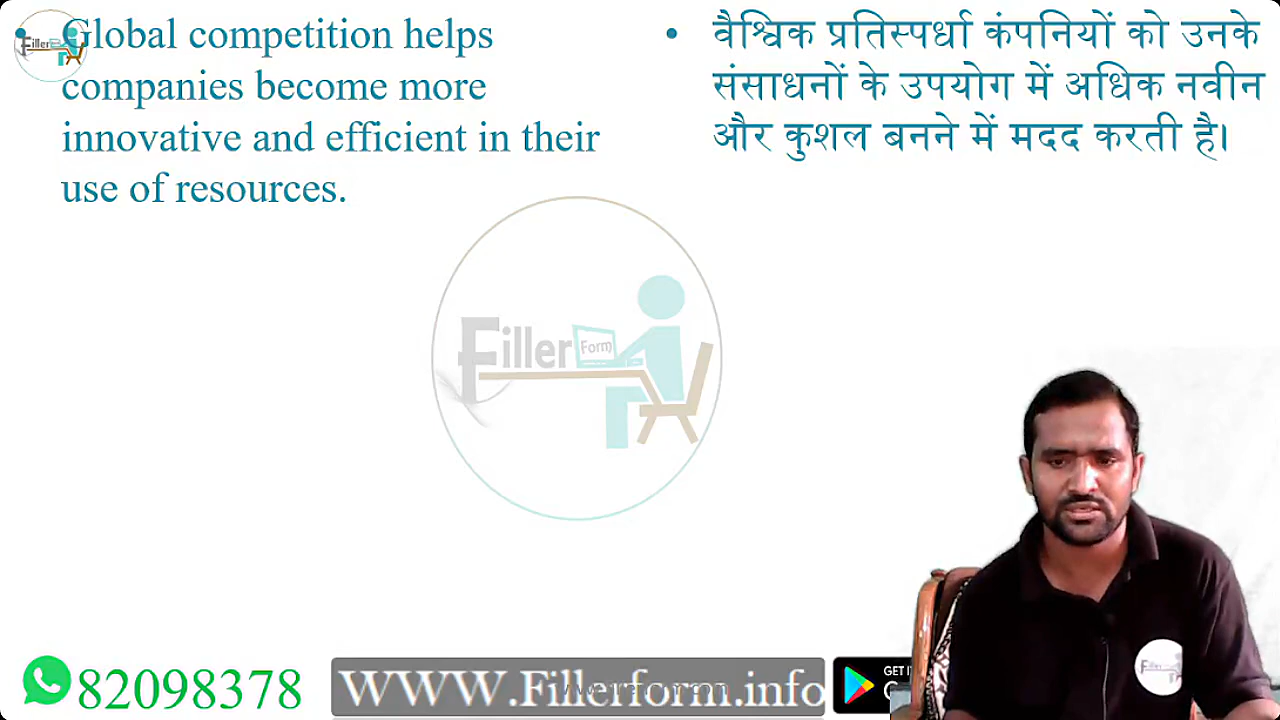 • Global competition helps
companies become more
innovative and efficient in their
use of resources.
• वैश्विक प्रतिस्पर्धा कंपनियों को उनके
संसाधनों के उपयोग में अधिक नवीन
और कुशल बनने में मदद करती है।
Filler Form
82098378
WWW.Fillerform.info
GET I